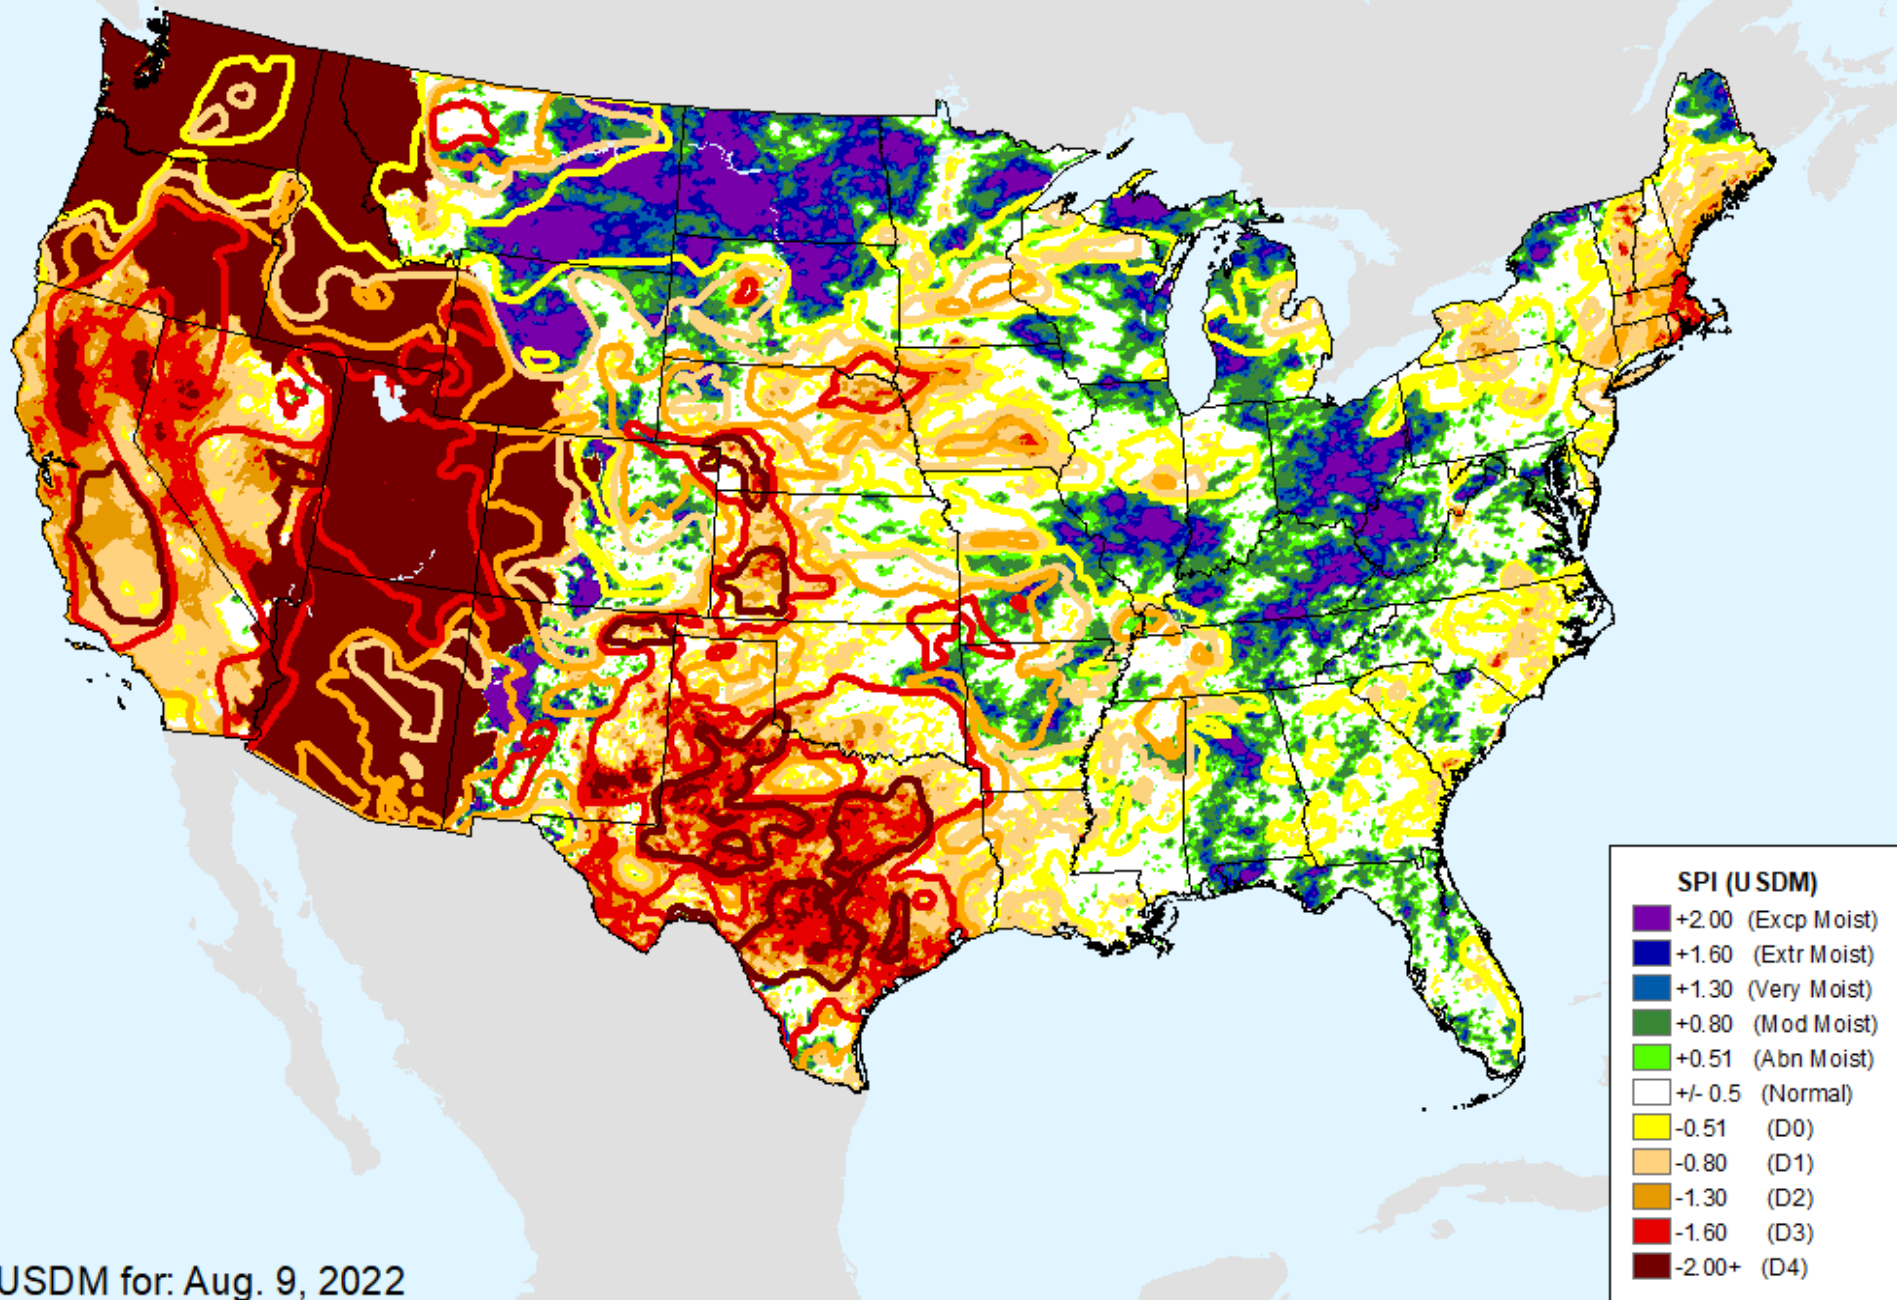 SPI (USDM)
+2.00 (Excp Moist)
+1.60 (Extr Moist)
+1.30 (Very Moist)
+0.80 (Mod Moist)
+0.51 (Abn Moist)
+/- 0.5 (Normal)
-0.51 (D0)
-0.80 (D1)
-1.30 (D2)
-1.60 (D3)
-2.00+ (D4)
USDM for: Aug. 9, 2022